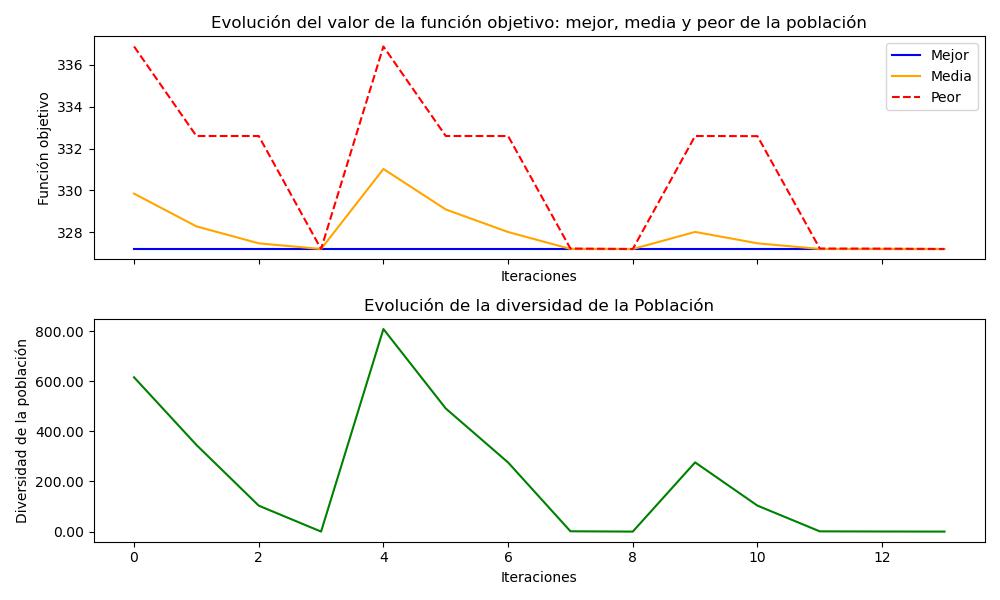 Evolución del valor de la función objetivo: mejor, media y peor de la población
Función objetivo
336
334
332
330
328
Mejor
Media
Peor
Iteraciones
Evolución de la diversidad de la Población
Diversidad de la población
800.00
600.00
400.00
200.00
0.00
0 2 4 6 8 10 12
Iteraciones